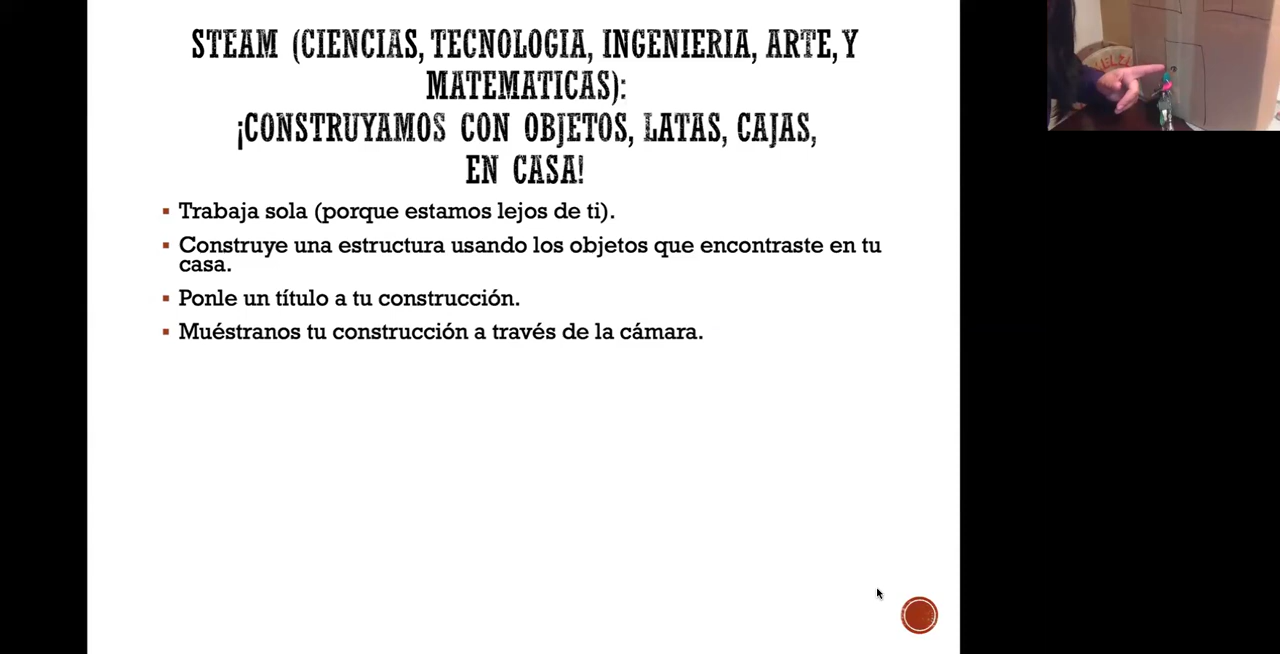 STEAM (CIENCIAS, TECNOLOGIA, INGENIERIA, ARTE, Y
MATEMATICAS):
¡CONSTRUYAMOS CON OBJETOS, LATAS, CAJAS,
EN CASA!
▪ Trabaja sola (porque estamos lejos de ti).
▪ Construye una estructura usando los objetos que encontraste en tu
casa.
▪ Ponle un título a tu construcción.
▪ Muéstranos tu construcción a través de la cámara.